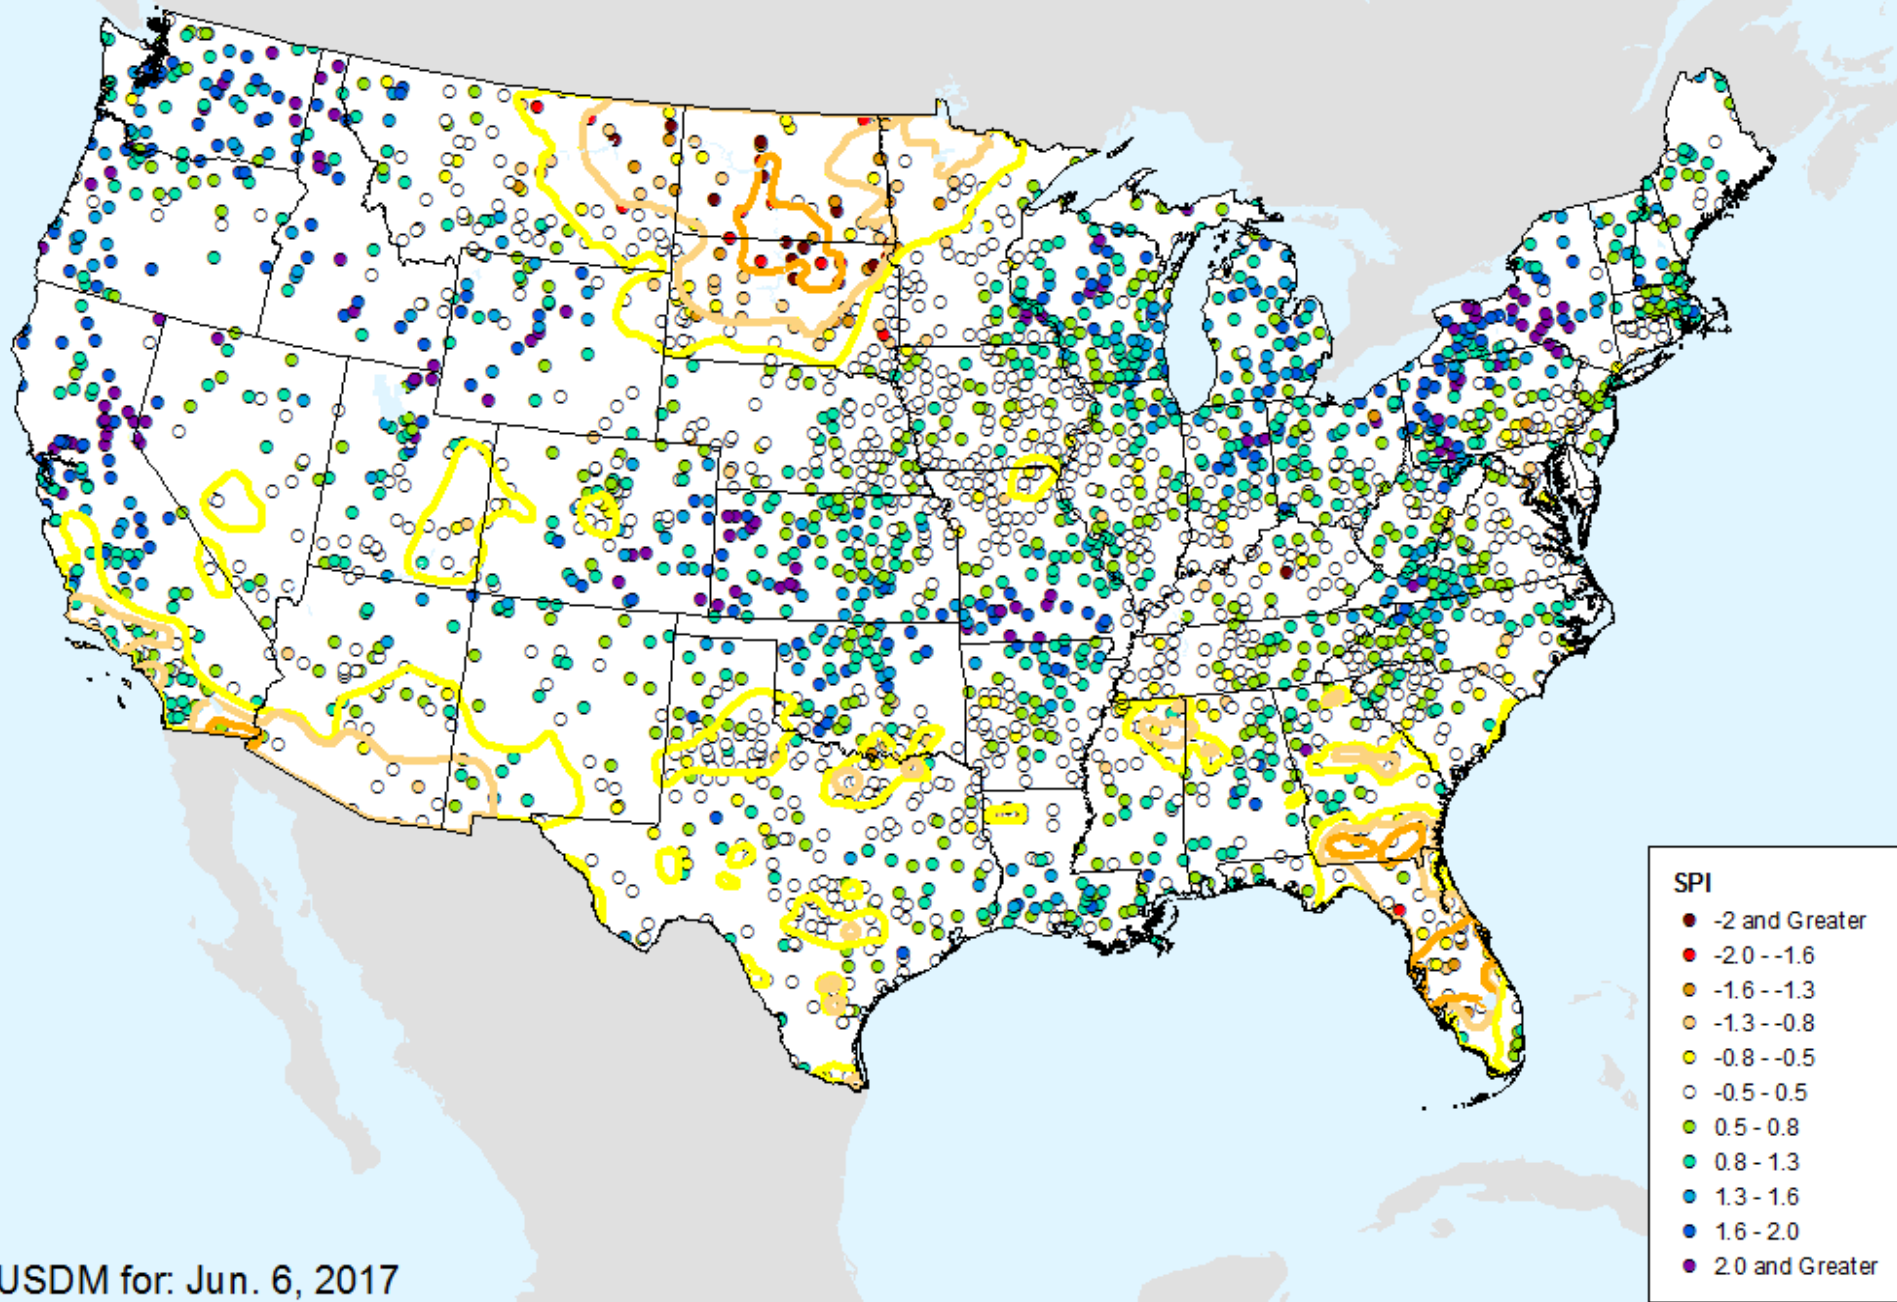 SPI
-2 and Greater
-2.0 - -1.6
-1.6 - -1.3
-1.3 - -0.8
-0.8 - -0.5
-0.5 - 0.5
0.5 - 0.8
0.8 - 1.3
1.3 - 1.6
1.6 - 2.0
2.0 and Greater
USDM for: Jun. 6, 2017